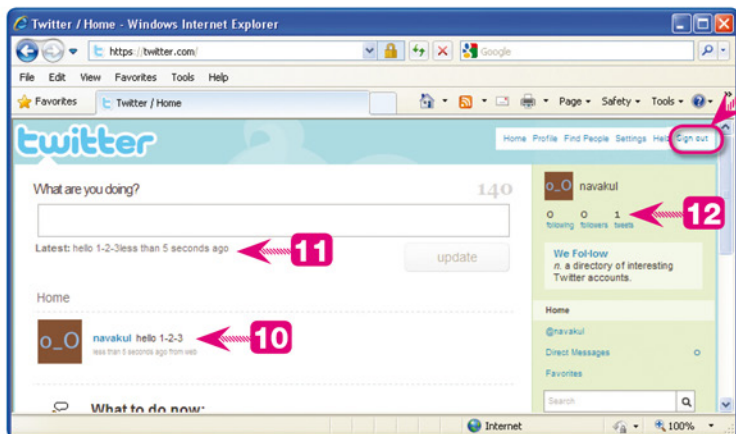 Twitter / Home - Windows Internet Explorer
https://twitter.com/
Google
File Edit View Favorites Tools Help
Favorites Twitter / Home Page Safety Tools
twitter
Home Profile Find People Settings Help Sign out
What are you doing? 140
Latest: hello 1-2-3less than 5 seconds ago
11
update
Home
navakul hello 1-2-3
less than 5 seconds ago from web
10
What to do now:
o_O navakul
0 0 1
following followers tweets
12
We Follow
n. a directory of interesting
Twitter accounts.
Home
@navakul
Direct Messages 0
Favorites
Search
o_O
Internet 100%